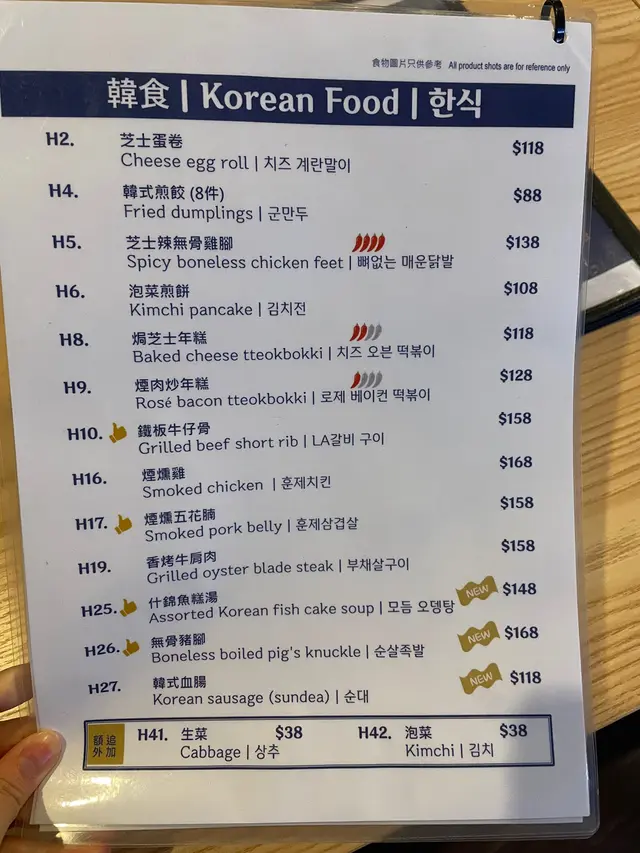 食物圖片只供參考 All product shots are for reference only
韓食 | Korean Food | 한식
H2. 芝士蛋卷 $118
Cheese egg roll | 치즈 계란말이
H4. 韓式煎餃 (8件) $88
Fried dumplings | 군만두
H5. 芝士辣無骨雞腳 $138
Spicy boneless chicken feet | 뼈없는 매운닭발
H6. 泡菜煎餅 $108
Kimchi pancake | 김치전
H8. 焗芝士年糕 $118
Baked cheese tteokbokki | 치즈 오븐 떡볶이
H9. 煙肉炒年糕 $128
Rosé bacon tteokbokki | 로제 베이컨 떡볶이
H10. 鐵板牛仔骨 $158
Grilled beef short rib | LA갈비 구이
H16. 煙燻雞 $168
Smoked chicken | 훈제치킨
H17. 煙燻五花腩 $158
Smoked pork belly | 훈제삼겹살
H19. 香烤牛肩肉 $158
Grilled oyster blade steak | 부채살구이
H25. 什錦魚糕湯 NEW $148
Assorted Korean fish cake soup | 모듬 오뎅탕
H26. 無骨豬腳 NEW $168
Boneless boiled pig's knuckle | 순살족발
H27. 韓式血腸 NEW $118
Korean sausage (sundea) | 순대
額外追加
H41. 生菜 $38 H42. 泡菜 $38
Cabbage | 상추 Kimchi | 김치